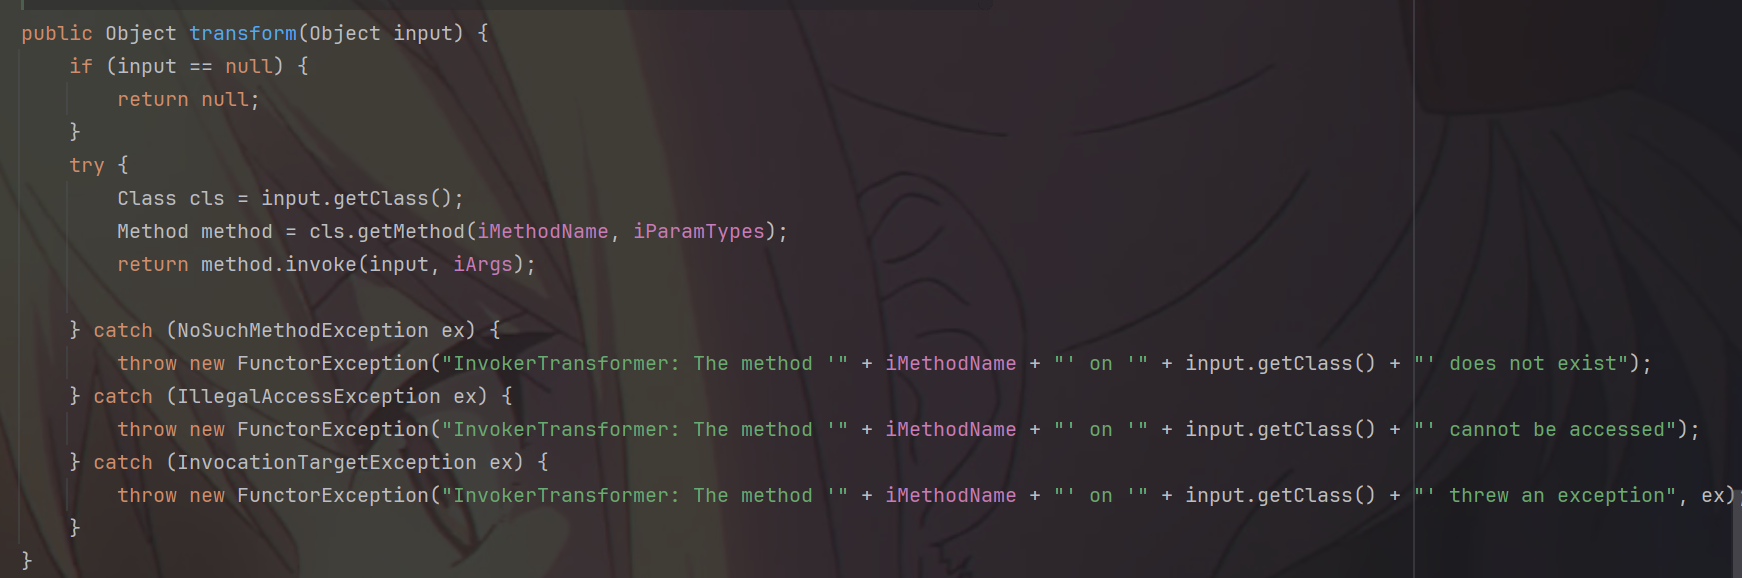 public Object transform(Object input) {
    if (input == null) {
        return null;
    }
    try {
        Class cls = input.getClass();
        Method method = cls.getMethod(iMethodName, iParamTypes);
        return method.invoke(input, iArgs);

    } catch (NoSuchMethodException ex) {
        throw new FunctorException("InvokerTransformer: The method '" + iMethodName + "' on '" + input.getClass() + "' does not exist");
    } catch (IllegalAccessException ex) {
        throw new FunctorException("InvokerTransformer: The method '" + iMethodName + "' on '" + input.getClass() + "' cannot be accessed");
    } catch (InvocationTargetException ex) {
        throw new FunctorException("InvokerTransformer: The method '" + iMethodName + "' on '" + input.getClass() + "' threw an exception", ex);
    }
}